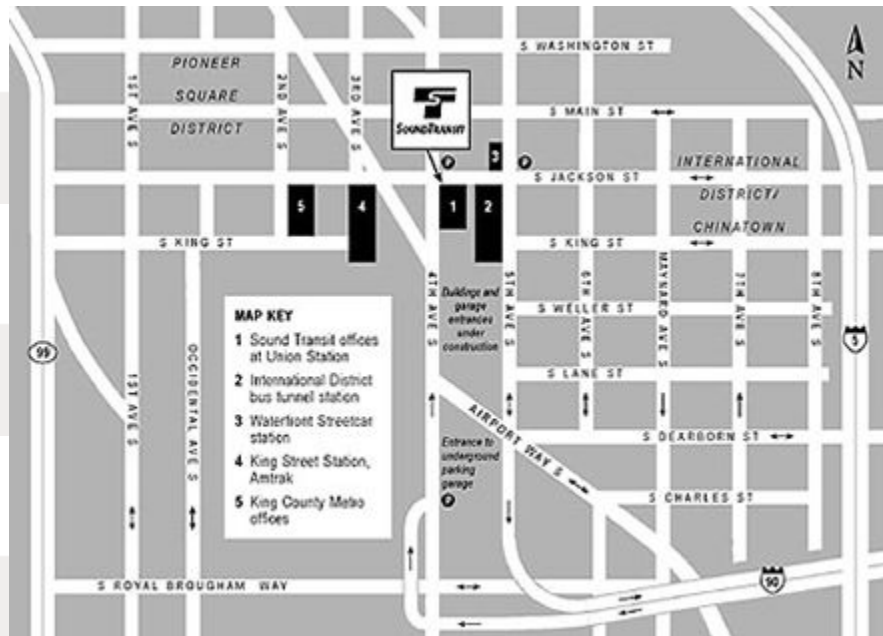 S WASHINGTON ST
N
PIONEER
SQUARE
DISTRICT
1ST AVE S
2ND AVE S
3RD AVE S
SOUNDTRANSIT
S MAIN ST
P
3
P
INTERNATIONAL
DISTRICT/
CHINATOWN
S JACKSON ST
5
4
1
2
S KING ST
S KING ST
4TH AVE S
5TH AVE S
6TH AVE S
MAYNARD AVE S
7TH AVE S
8TH AVE S
Buildings and
garage
entrances
under
construction
S WELLER ST
99
5
S LANE ST
MAP KEY
1 Sound Transit offices
at Union Station
2 International District
bus tunnel station
3 Waterfront Streetcar
station
4 King Street Station,
Amtrak
5 King County Metro
offices
1ST AVE S
OCCIDENTAL AVE S
AIRPORT WAY S
S DEARBORN ST
Entrance to
underground
parking
garage
P
S CHARLES ST
S ROYAL BROUGHAM WAY
90